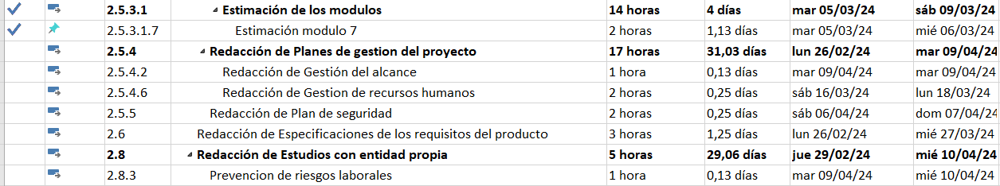 2.5.3.1 Estimación de los modulos 14 horas 4 días mar 05/03/24 sáb 09/03/24
2.5.3.1.7 Estimación modulo 7 2 horas 1,13 días mar 05/03/24 mié 06/03/24
2.5.4 Redacción de Planes de gestion del proyecto 17 horas 31,03 días lun 26/02/24 mar 09/04/24
2.5.4.2 Redacción de Gestión del alcance 1 hora 0,13 días mar 09/04/24 mar 09/04/24
2.5.4.6 Redacción de Gestion de recursos humanos 2 horas 0,25 días sáb 16/03/24 lun 18/03/24
2.5.5 Redacción de Plan de seguridad 2 horas 0,25 días sáb 06/04/24 dom 07/04/24
2.6 Redacción de Especificaciones de los requisitos del producto 3 horas 1,25 días lun 26/02/24 mié 27/03/24
2.8 Redacción de Estudios con entidad propia 5 horas 29,06 días jue 29/02/24 mié 10/04/24
2.8.3 Prevencion de riesgos laborales 1 hora 0,13 días mar 09/04/24 mié 10/04/24